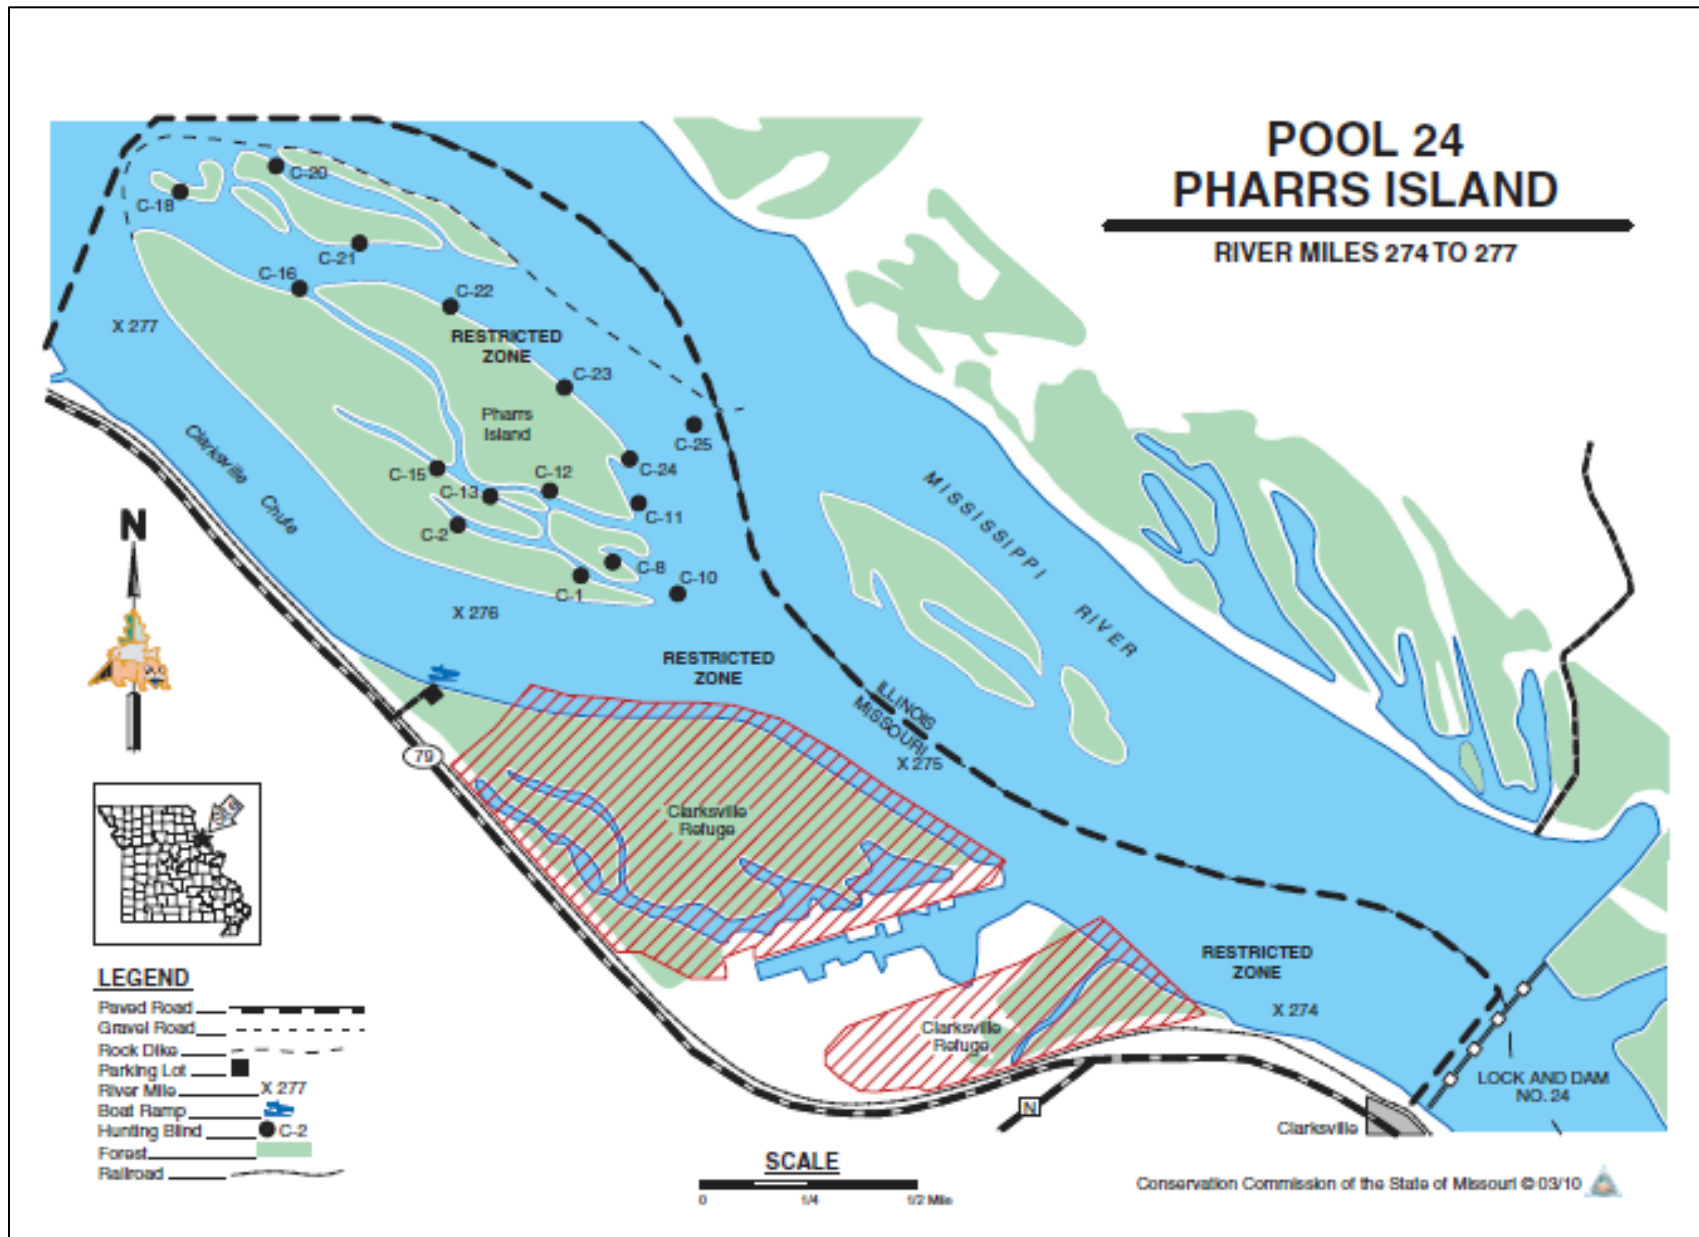 POOL 24
PHARRS ISLAND
RIVER MILES 274 TO 277
C-20
C-18
C-21
C-16
C-22
X 277
RESTRICTED
ZONE
C-23
Pharrs
Island
C-25
C-15
C-12
C-24
C-13
C-11
C-2
C-8
C-10
C-1
Clarksville Chute
MISSISSIPPI RIVER
N
X 276
RESTRICTED
ZONE
ILLINOIS
MISSOURI
X 275
79
Clarksville
Refuge
RESTRICTED
ZONE
X 274
Clarksville
Refuge
LOCK AND DAM
NO. 24
N
Clarksville
LEGEND
Paved Road
Gravel Road
Rock Dike
Parking Lot
River Mile X 277
Boat Ramp
Hunting Blind C-2
Forest
Railroad
SCALE
0 1/4 1/2 Mile
Conservation Commission of the State of Missouri © 03/10